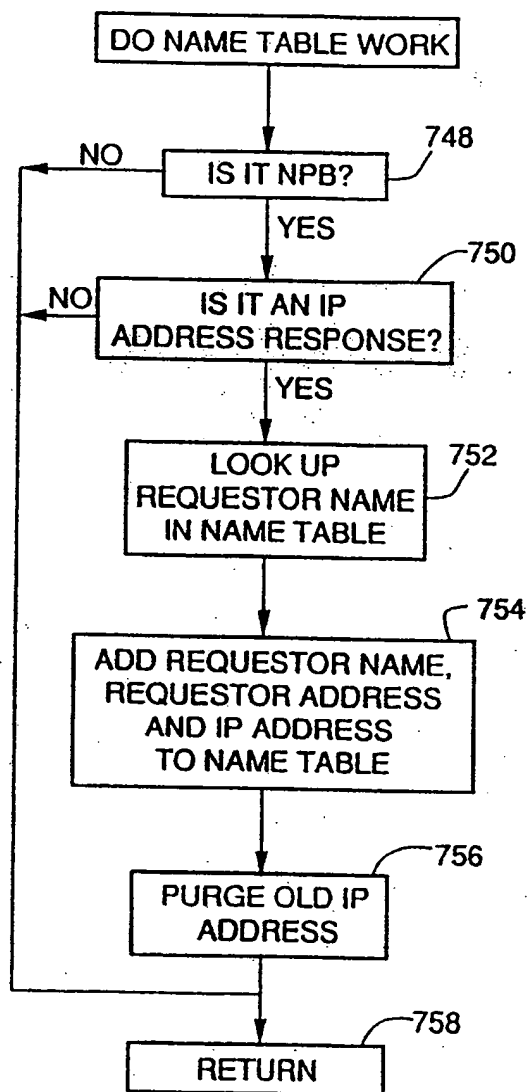 DO NAME TABLE WORK
NO
748
IS IT NPB?
YES
750
NO
IS IT AN IP
ADDRESS RESPONSE?
YES
752
LOOK UP
REQUESTOR NAME
IN NAME TABLE
754
ADD REQUESTOR NAME,
REQUESTOR ADDRESS
AND IP ADDRESS
TO NAME TABLE
756
PURGE OLD IP
ADDRESS
758
RETURN